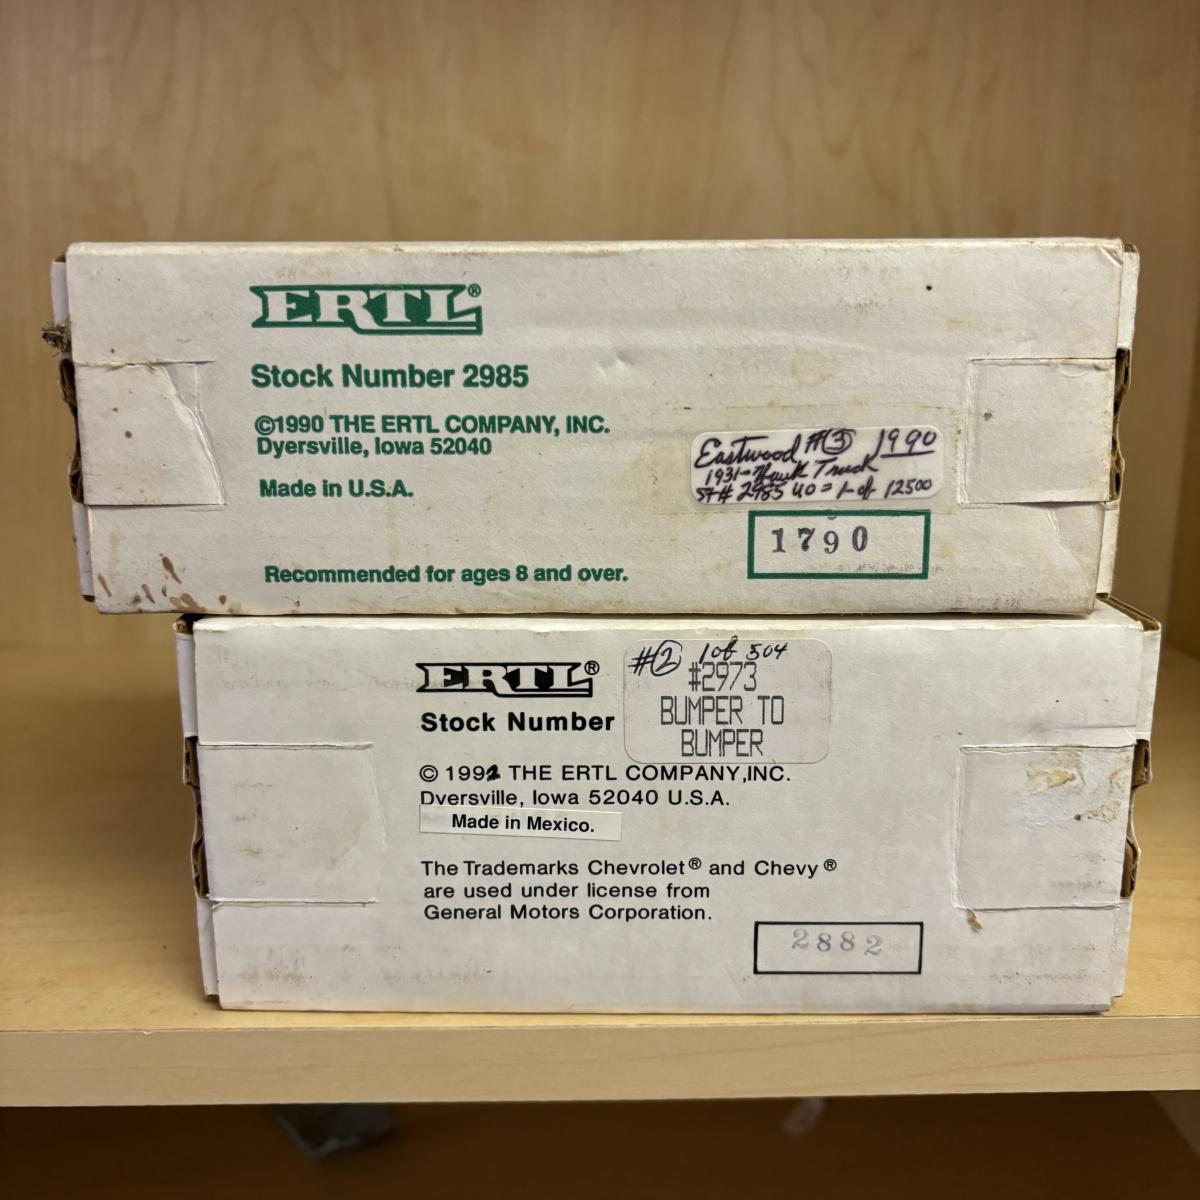 ERTL®
Stock Number 2985
©1990 THE ERTL COMPANY, INC.
Dyersville, Iowa 52040
Made in U.S.A.
Recommended for ages 8 and over.
Eastwood #3 1990
1931-Hawk Truck
ST# 2985 UO = 1-of 12500
1790
ERTL®
Stock Number
#2 1 of 504
#2973
BUMPER TO
BUMPER
© 1992 THE ERTL COMPANY,INC.
Dyersville, Iowa 52040 U.S.A.
Made in Mexico.
The Trademarks Chevrolet® and Chevy®
are used under license from
General Motors Corporation.
2882